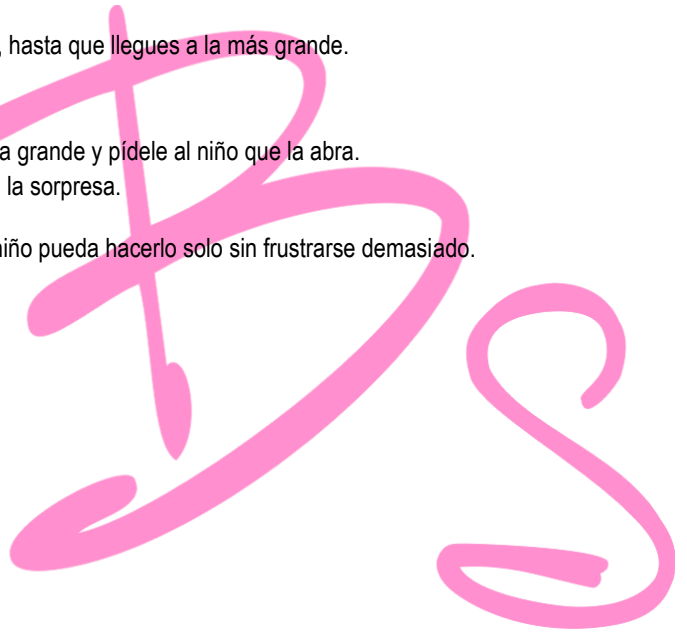 , hasta que llegues a la más grande.
a grande y pídele al niño que la abra.
la sorpresa.
niño pueda hacerlo solo sin frustrarse demasiado.
BS